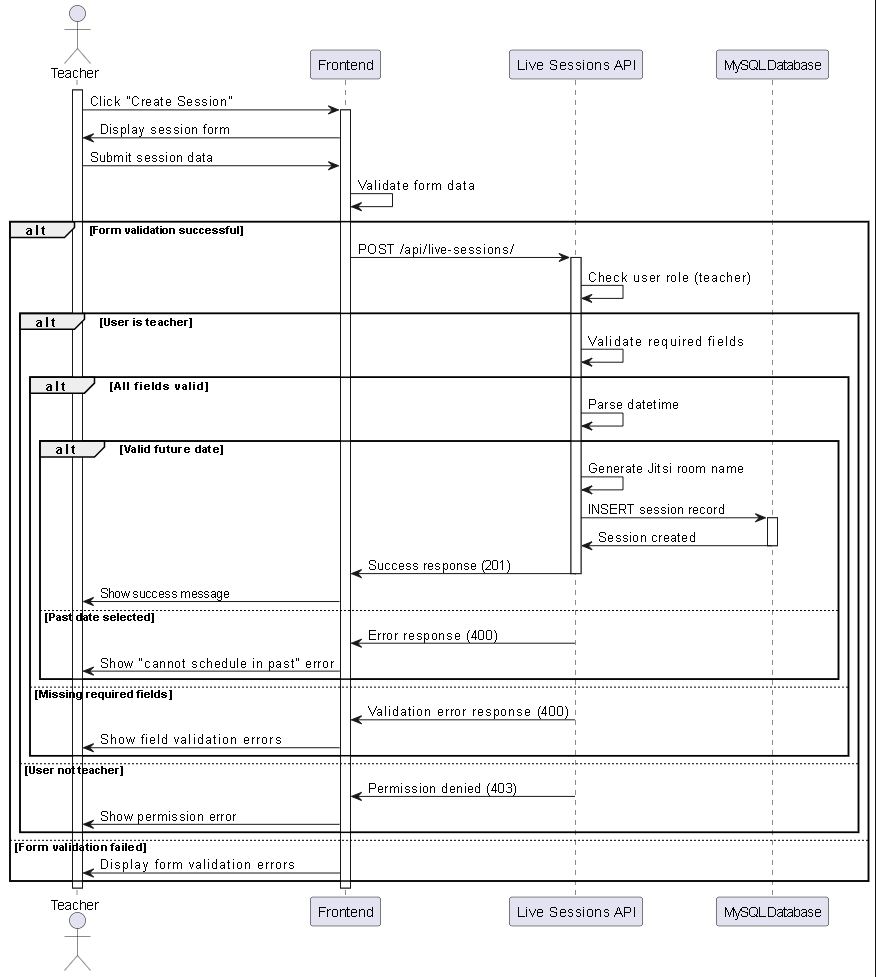 Teacher
Frontend
Live Sessions API
MySQL Database
Click "Create Session"
Display session form
Submit session data
Validate form data
alt [Form validation successful]
POST /api/live-sessions/
Check user role (teacher)
alt [User is teacher]
Validate required fields
alt [All fields valid]
Parse datetime
alt [Valid future date]
Generate Jitsi room name
INSERT session record
Session created
Success response (201)
Show success message
[Past date selected]
Error response (400)
Show "cannot schedule in past" error
[Missing required fields]
Validation error response (400)
Show field validation errors
[User not teacher]
Permission denied (403)
Show permission error
[Form validation failed]
Display form validation errors
Teacher
Frontend
Live Sessions API
MySQL Database